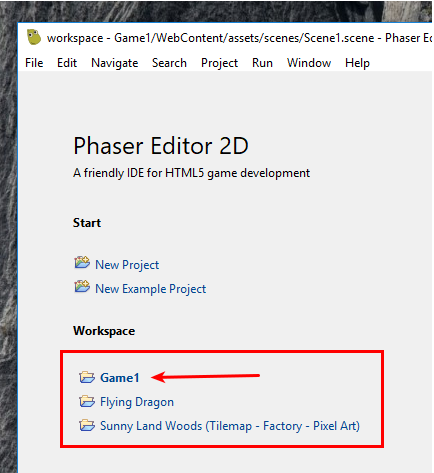 workspace - Game1/WebContent/assets/scenes/Scene1.scene - Phaser Ed
File Edit Navigate Search Project Run Window Help
Phaser Editor 2D
A friendly IDE for HTML5 game development
Start
New Project
New Example Project
Workspace
Game1
Flying Dragon
Sunny Land Woods (Tilemap - Factory - Pixel Art)